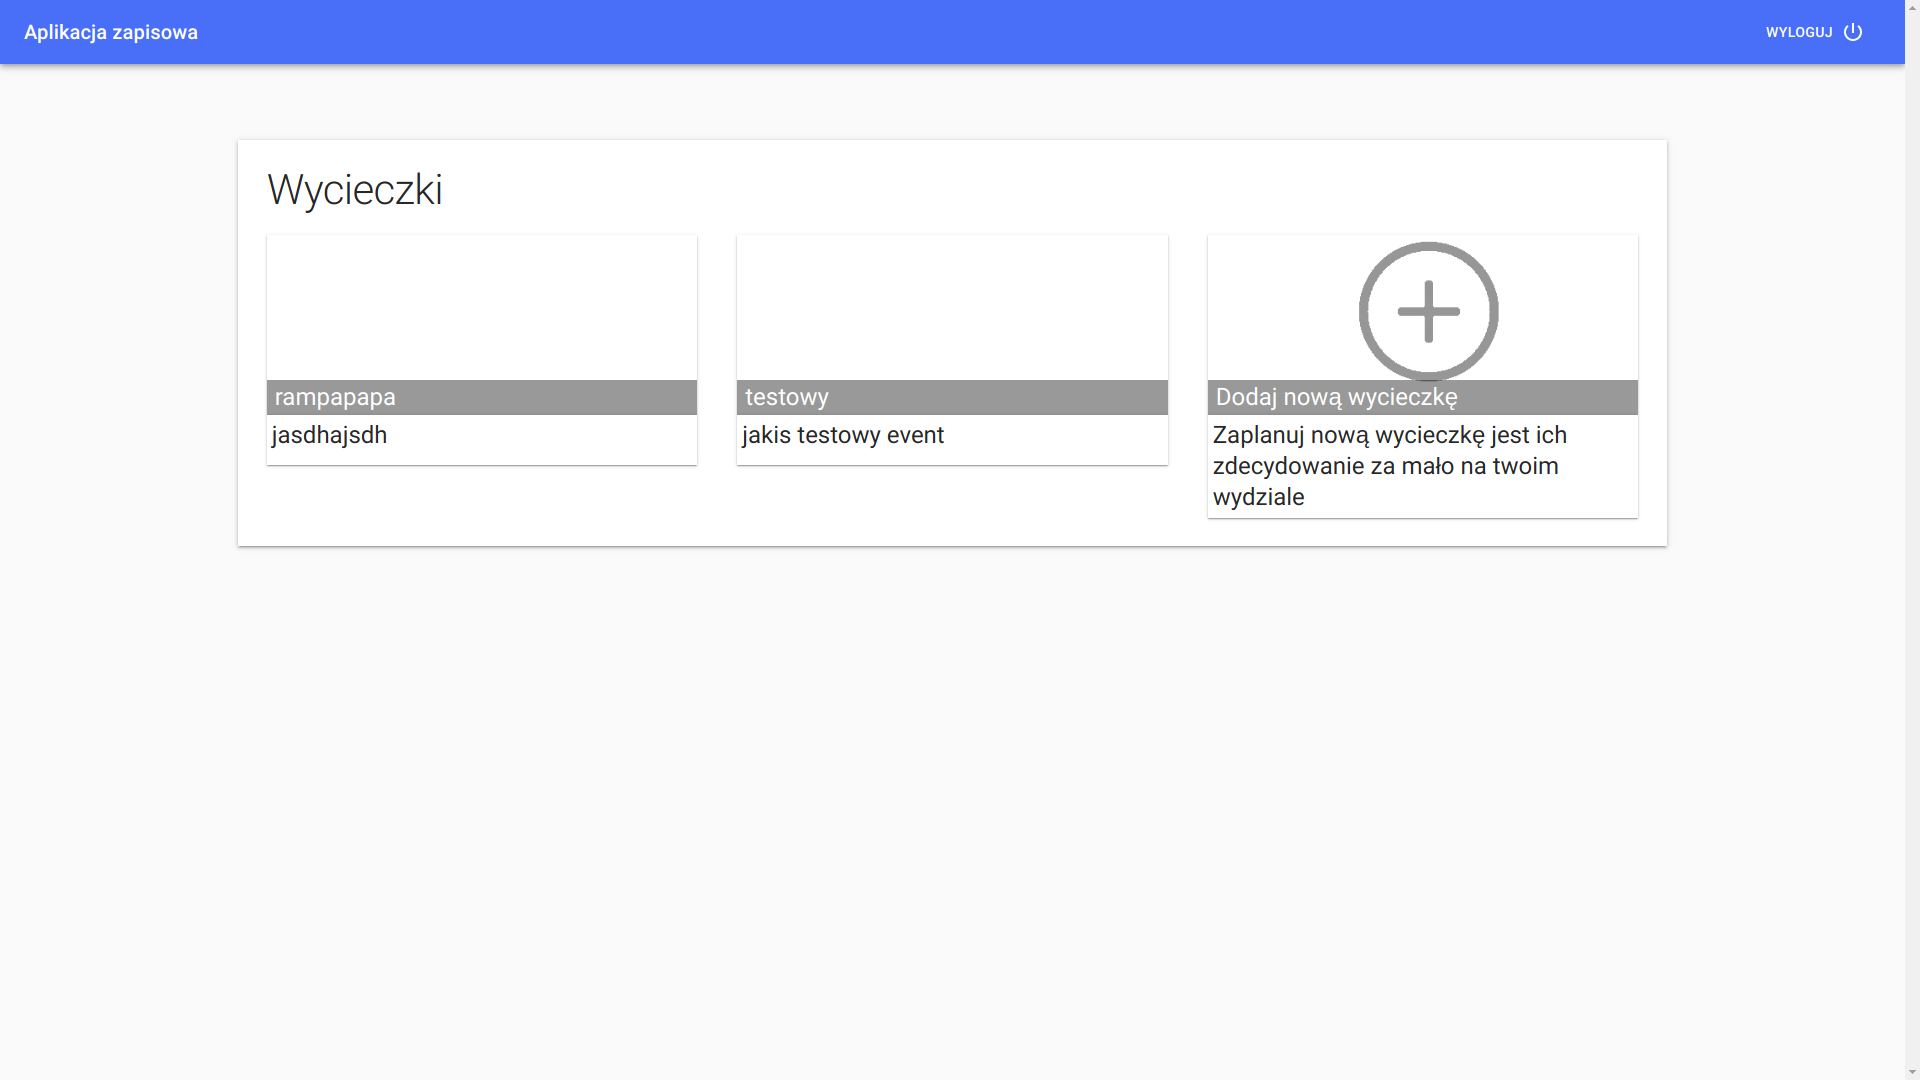 Aplikacja zapisowa
WYLOGUJ
Wycieczki
rampapapa
jasdhajsdh
testowy
jakis testowy event
Dodaj nową wycieczkę
Zaplanuj nową wycieczkę jest ich
zdecydowanie za mało na twoim
wydziale